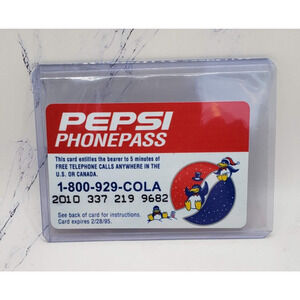 PEPSI
PHONEPASS
This card entitles the bearer to 5 minutes of
FREE TELEPHONE CALLS ANYWHERE IN THE
U.S. OR CANADA.
1-800-929-COLA
2010 337 219 9682
See back of card for instructions.
Card expires 2/28/95.